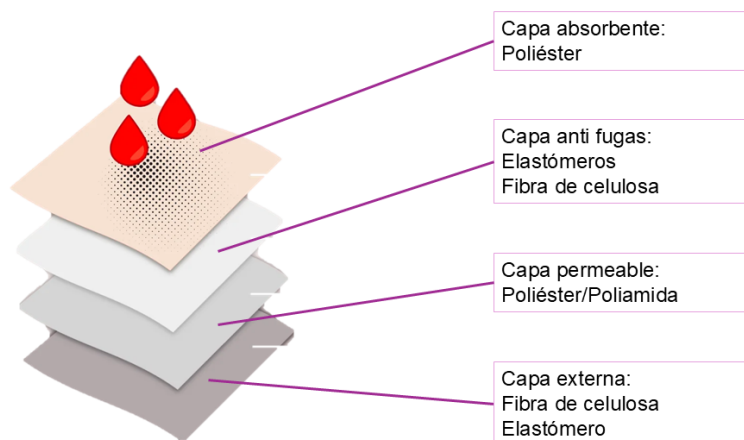 Capa absorbente:
Poliéster
Capa anti fugas:
Elastómeros
Fibra de celulosa
Capa permeable:
Poliéster/Poliamida
Capa externa:
Fibra de celulosa
Elastómero